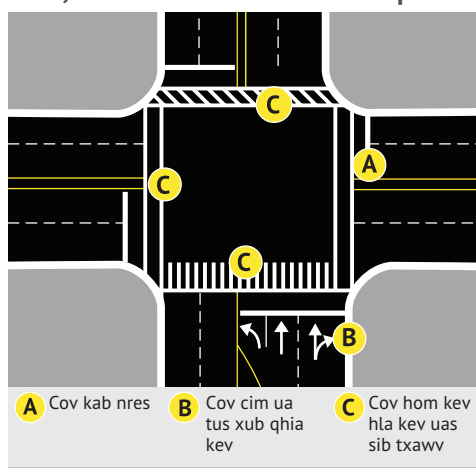 C
A
C
C
B
A Cov kab nres
B Cov cim ua
tus xub qhia
kev
C Cov hom kev
hla kev uas
sib txawv